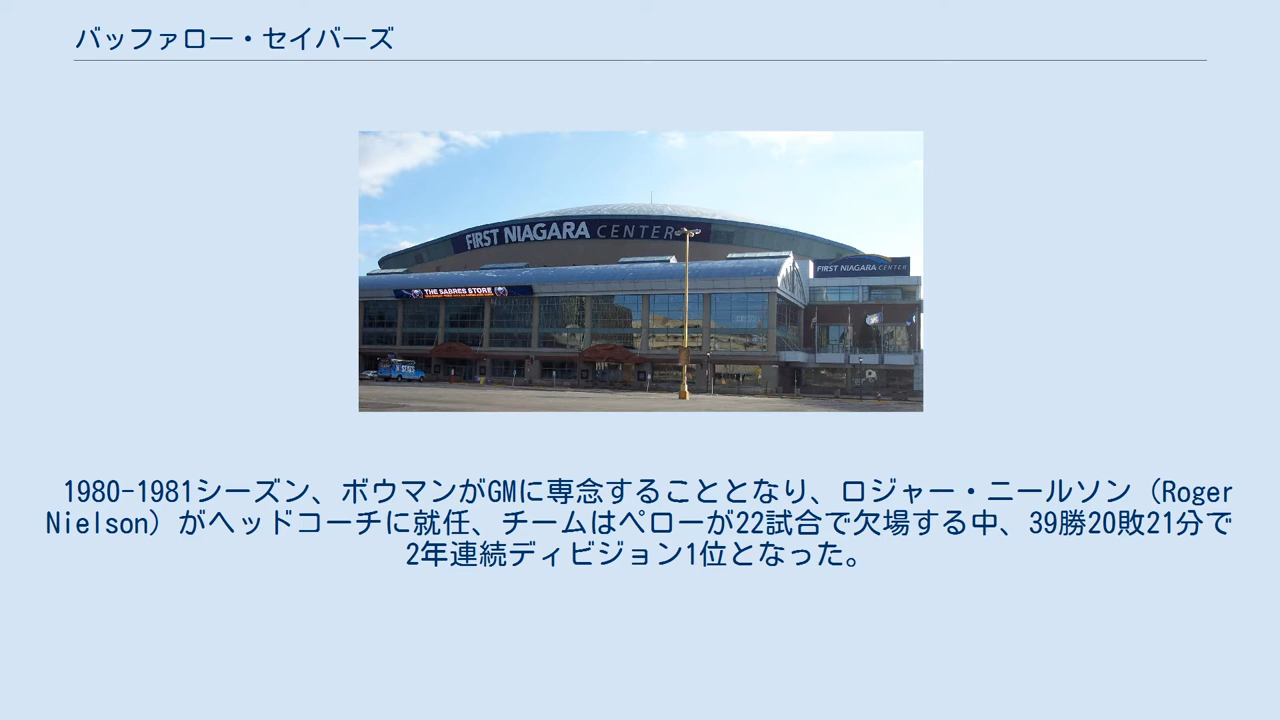 バッファロー・セイバーズ
FIRST NIAGARA CENTER
FIRST NIAGARA CENTER
THE SABRES STORE
1980-1981シーズン、ボウマンがGMに専念することとなり、ロジャー・ニールソン（Roger
Nielson）がヘッドコーチに就任、チームはペローが22試合で欠場する中、39勝20敗21分で
2年連続ディビジョン1位となった。